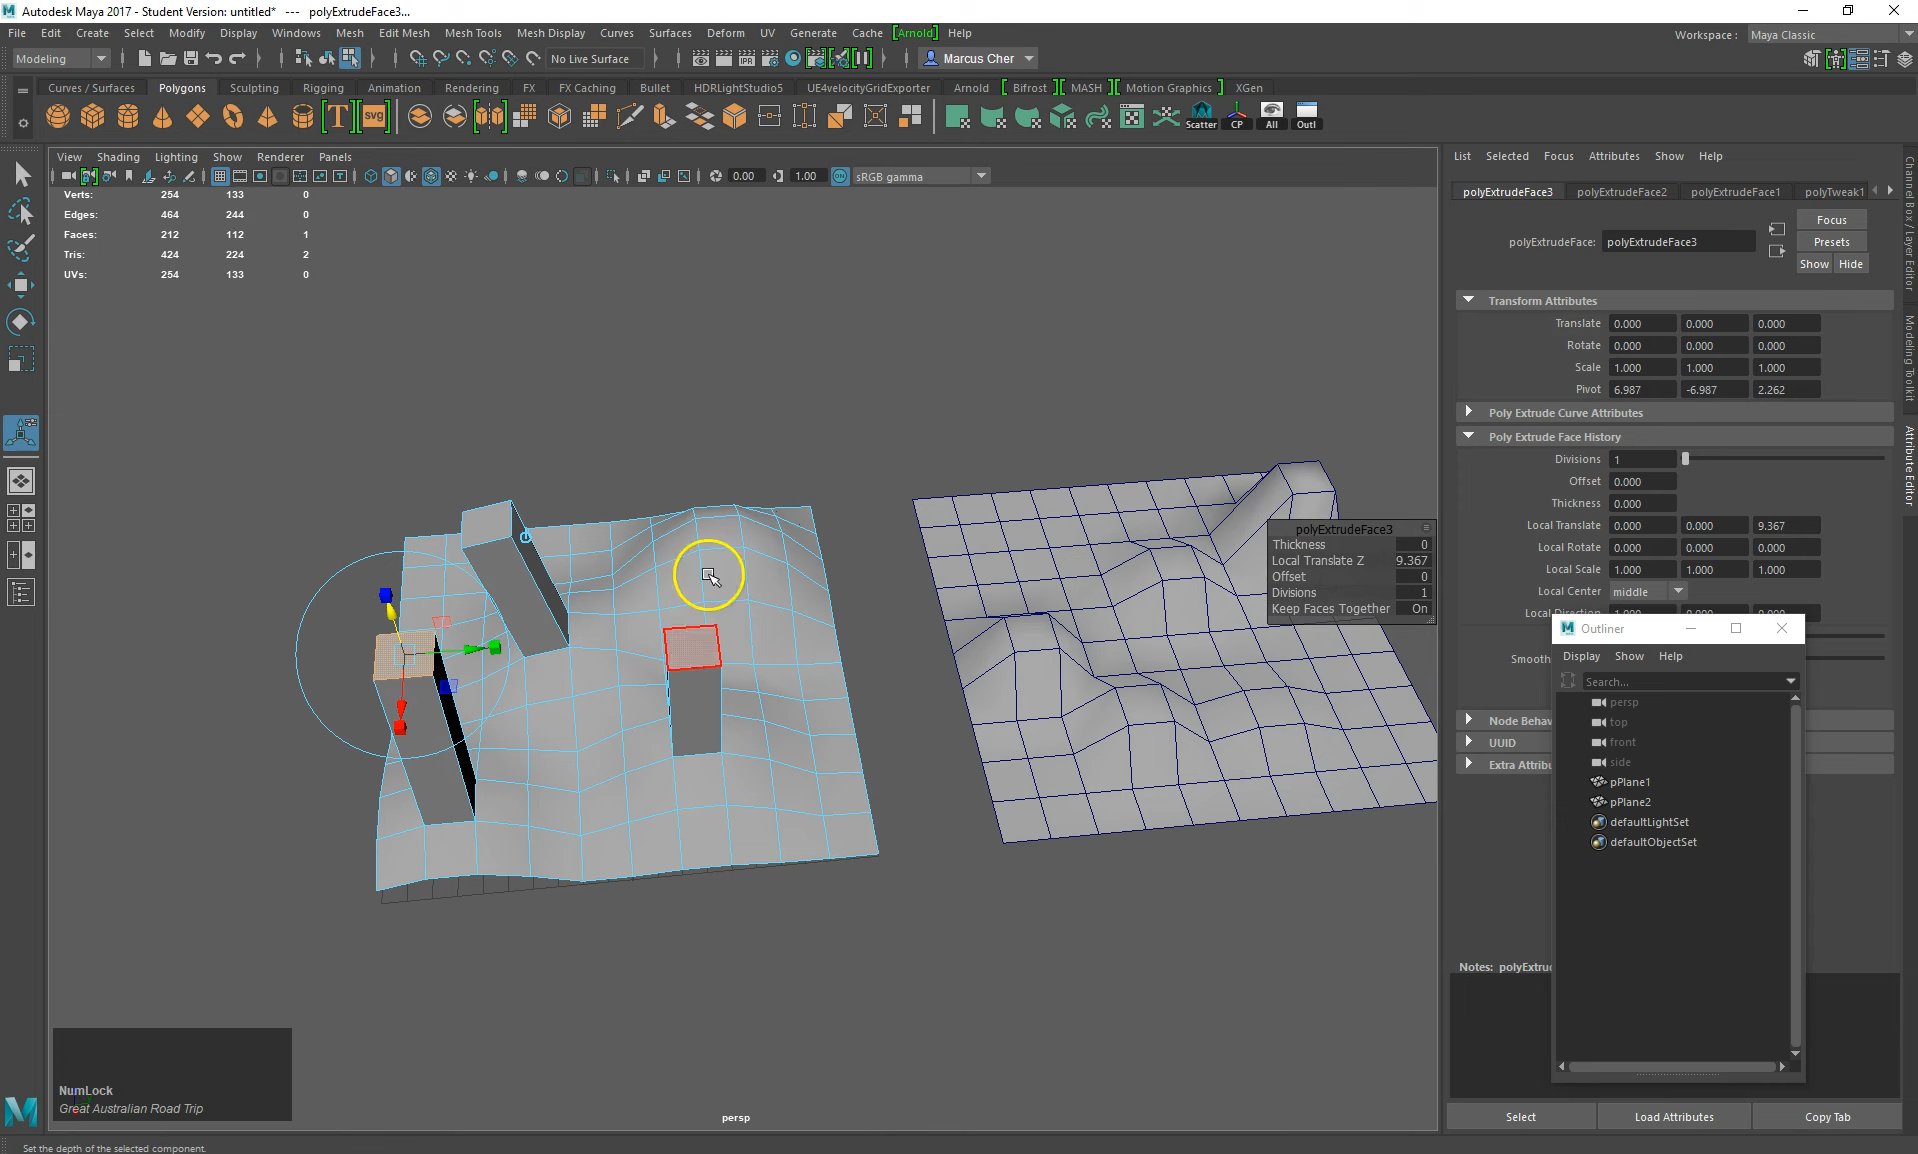 Autodesk Maya 2017 - Student Version: untitled*   ---   polyExtrudeFace3...
File Edit Create Select Modify Display Windows Mesh Edit Mesh Mesh Tools Mesh Display Curves Surfaces Deform UV Generate Cache [Arnold] Help
Workspace : Maya Classic
Modeling No Live Surface Marcus Cher
Curves / Surfaces Polygons Sculpting Rigging Animation Rendering FX FX Caching Bullet HDRLightStudio5 UE4velocityGridExporter Arnold [ Bifrost ][ MASH ][ Motion Graphics ] XGen
T SVG Scatter CP All Outl
View Shading Lighting Show Renderer Panels
0.00 1.00 ON sRGB gamma
Verts: 254 133 0
Edges: 464 244 0
Faces: 212 112 1
Tris: 424 224 2
UVs: 254 133 0
polyExtrudeFace3
Thickness 0
Local Translate Z 9.367
Offset 0
Divisions 1
Keep Faces Together On
NumLock
Great Australian Road Trip
persp
List Selected Focus Attributes Show Help
polyExtrudeFace3 polyExtrudeFace2 polyExtrudeFace1 polyTweak1
Focus
polyExtrudeFace: polyExtrudeFace3 Presets
Show Hide
Transform Attributes
Translate 0.000 0.000 0.000
Rotate 0.000 0.000 0.000
Scale 1.000 1.000 1.000
Pivot 6.987 -6.987 2.262
Poly Extrude Curve Attributes
Poly Extrude Face History
Divisions 1
Offset 0.000
Thickness 0.000
Local Translate 0.000 0.000 9.367
Local Rotate 0.000 0.000 0.000
Local Scale 1.000 1.000 1.000
Local Center middle
Smooth
Node Behav
UUID
Extra Attribu
Notes: polyExtru
Outliner
Display Show Help
Search...
persp
top
front
side
pPlane1
pPlane2
defaultLightSet
defaultObjectSet
Select Load Attributes Copy Tab
Channel Box / Layer Editor
Modeling Toolkit
Attribute Editor
Set the depth of the selected component.